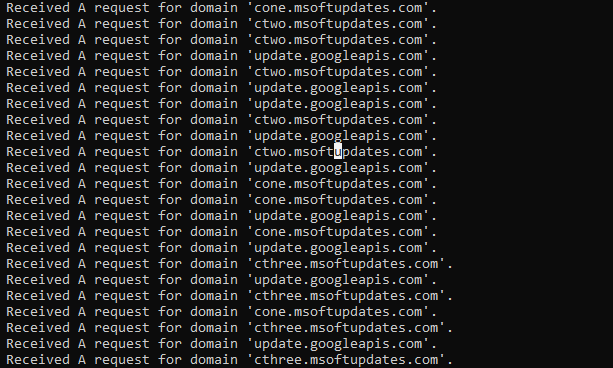 Received A request for domain 'cone.msoftupdates.com'.
Received A request for domain 'ctwo.msoftupdates.com'.
Received A request for domain 'ctwo.msoftupdates.com'.
Received A request for domain 'update.googleapis.com'.
Received A request for domain 'ctwo.msoftupdates.com'.
Received A request for domain 'update.googleapis.com'.
Received A request for domain 'update.googleapis.com'.
Received A request for domain 'ctwo.msoftupdates.com'.
Received A request for domain 'update.googleapis.com'.
Received A request for domain 'ctwo.msoftupdates.com'.
Received A request for domain 'update.googleapis.com'.
Received A request for domain 'cone.msoftupdates.com'.
Received A request for domain 'cone.msoftupdates.com'.
Received A request for domain 'update.googleapis.com'.
Received A request for domain 'cone.msoftupdates.com'.
Received A request for domain 'update.googleapis.com'.
Received A request for domain 'cthree.msoftupdates.com'.
Received A request for domain 'update.googleapis.com'.
Received A request for domain 'cthree.msoftupdates.com'.
Received A request for domain 'cone.msoftupdates.com'.
Received A request for domain 'cthree.msoftupdates.com'.
Received A request for domain 'update.googleapis.com'.
Received A request for domain 'cthree.msoftupdates.com'.